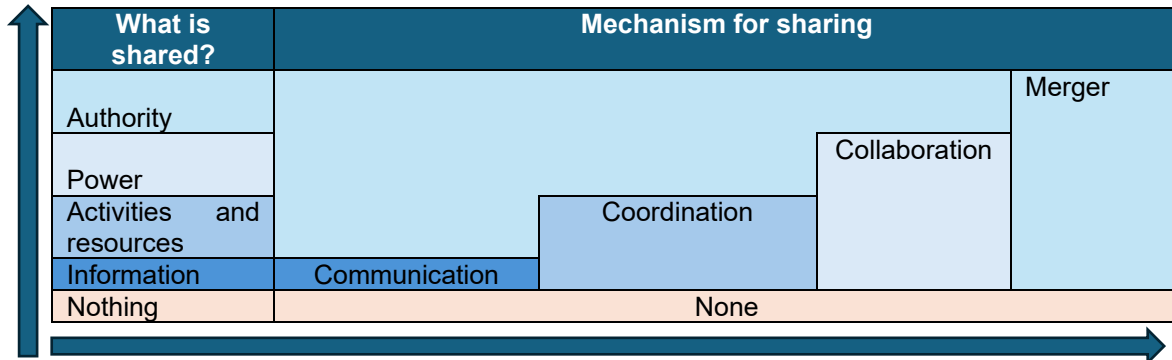 What is
shared?
Mechanism for sharing
Merger
Authority
Collaboration
Power
Activities and
resources
Coordination
Information
Communication
Nothing
None